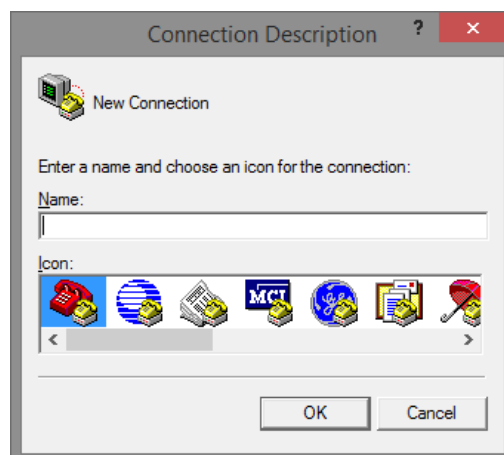 Connection Description
?
New Connection
Enter a name and choose an icon for the connection:
Name:
Icon:
MCI
OK
Cancel